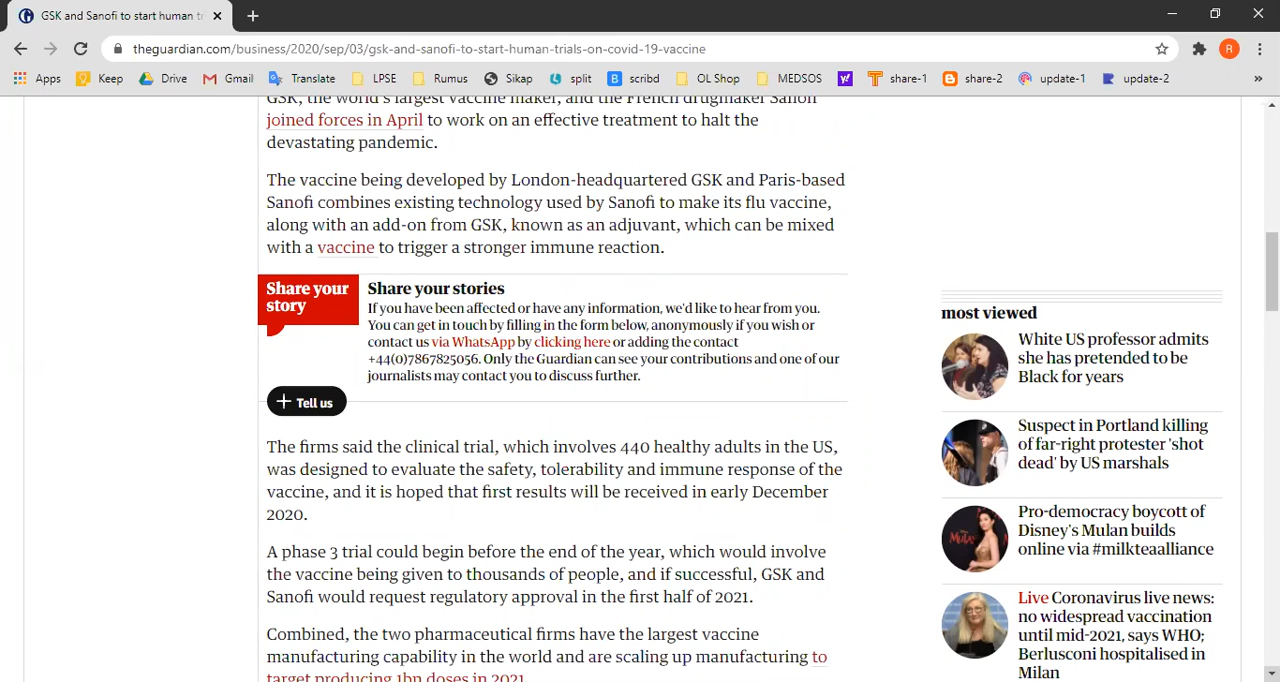 GSK and Sanofi to start human tr
theguardian.com/business/2020/sep/03/gsk-and-sanofi-to-start-human-trials-on-covid-19-vaccine
R
Apps Keep Drive Gmail Translate LPSE Rumus Sikap split scribd OL Shop MEDSOS share-1 share-2 update-1 update-2 »
GSK, the world's largest vaccine maker, and the French drugmaker Sanofi
joined forces in April to work on an effective treatment to halt the
devastating pandemic.
The vaccine being developed by London-headquartered GSK and Paris-based
Sanofi combines existing technology used by Sanofi to make its flu vaccine,
along with an add-on from GSK, known as an adjuvant, which can be mixed
with a vaccine to trigger a stronger immune reaction.
Share your
story
Share your stories
If you have been affected or have any information, we'd like to hear from you.
You can get in touch by filling in the form below, anonymously if you wish or
contact us via WhatsApp by clicking here or adding the contact
+44(0)7867825056. Only the Guardian can see your contributions and one of our
journalists may contact you to discuss further.
+ Tell us
The firms said the clinical trial, which involves 440 healthy adults in the US,
was designed to evaluate the safety, tolerability and immune response of the
vaccine, and it is hoped that first results will be received in early December
2020.
A phase 3 trial could begin before the end of the year, which would involve
the vaccine being given to thousands of people, and if successful, GSK and
Sanofi would request regulatory approval in the first half of 2021.
Combined, the two pharmaceutical firms have the largest vaccine
manufacturing capability in the world and are scaling up manufacturing to
target producing 1bn doses in 2021.
most viewed
White US professor admits
she has pretended to be
Black for years
Suspect in Portland killing
of far-right protester 'shot
dead' by US marshals
Pro-democracy boycott of
Disney's Mulan builds
online via #milkteaalliance
Live Coronavirus live news:
no widespread vaccination
until mid-2021, says WHO;
Berlusconi hospitalised in
Milan